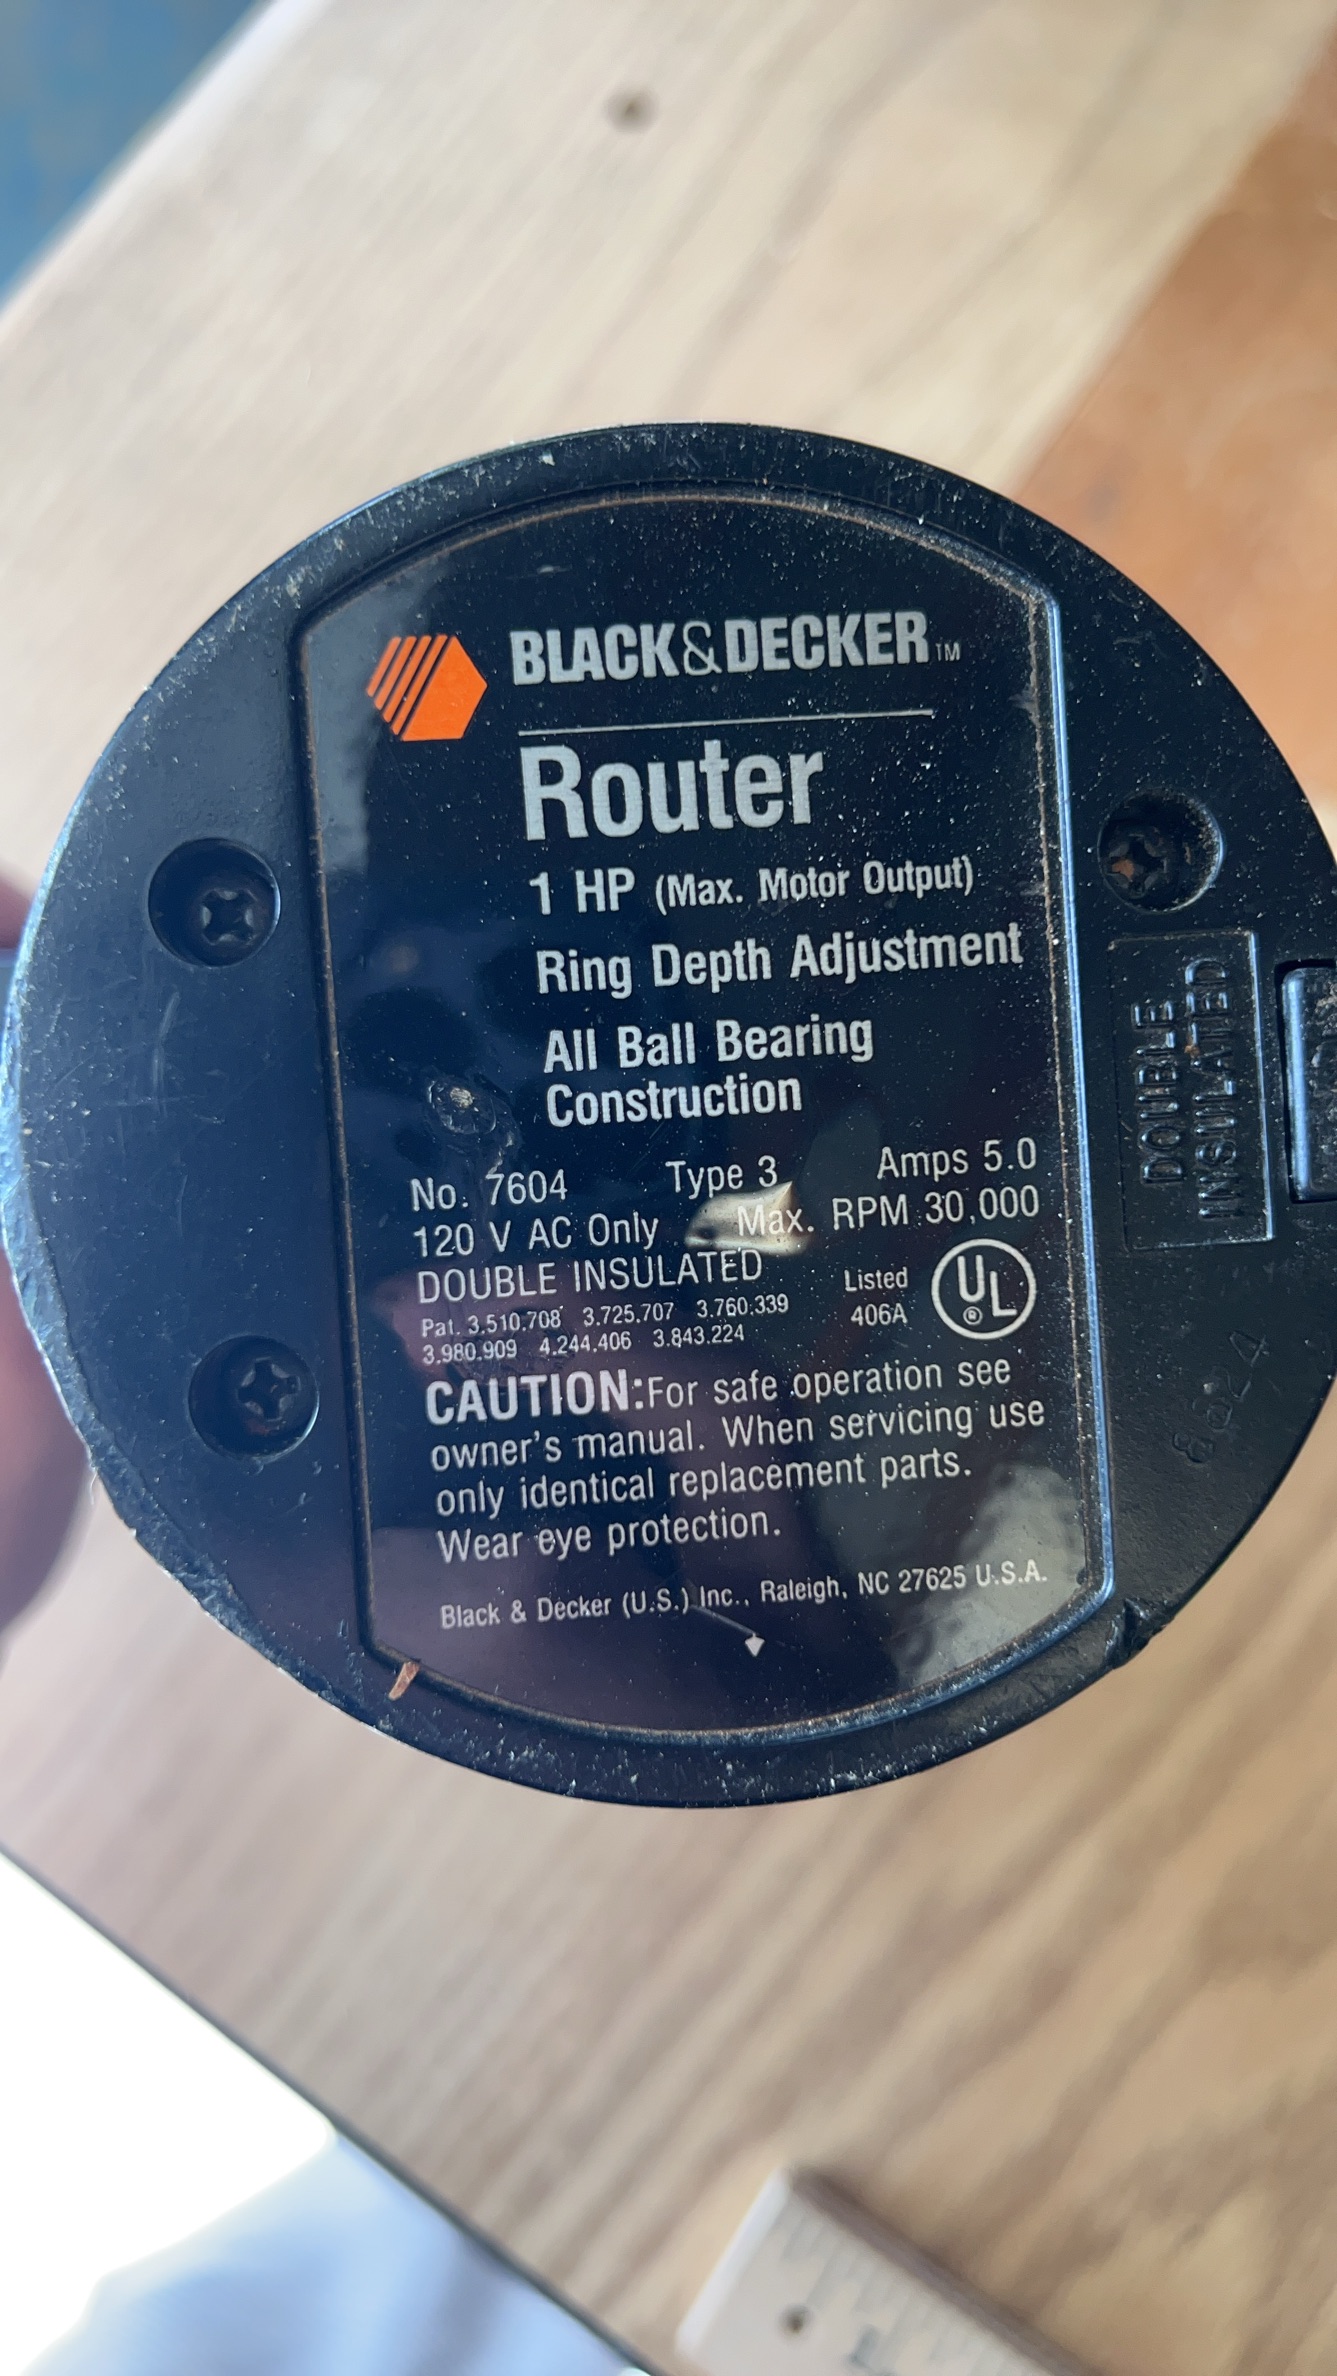 BLACK&DECKER™
Router
1 HP (Max. Motor Output)
Ring Depth Adjustment
All Ball Bearing
Construction
No. 7604 Type 3 Amps 5.0
120 V AC Only Max. RPM 30,000
DOUBLE INSULATED
Listed
406A
UL®
Pat. 3.510.708 3.725.707 3.760.339
3.980.909 4.244.406 3.843.224
CAUTION: For safe operation see
owner's manual. When servicing use
only identical replacement parts.
Wear eye protection.
Black & Decker (U.S.) Inc., Raleigh, NC 27625 U.S.A.
DOUBLE
INSULATED